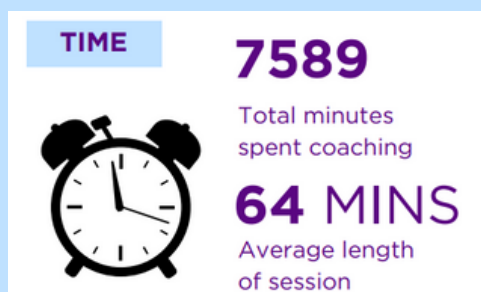 TIME
7589
Total minutes
spent coaching
64 MINS
Average length
of session